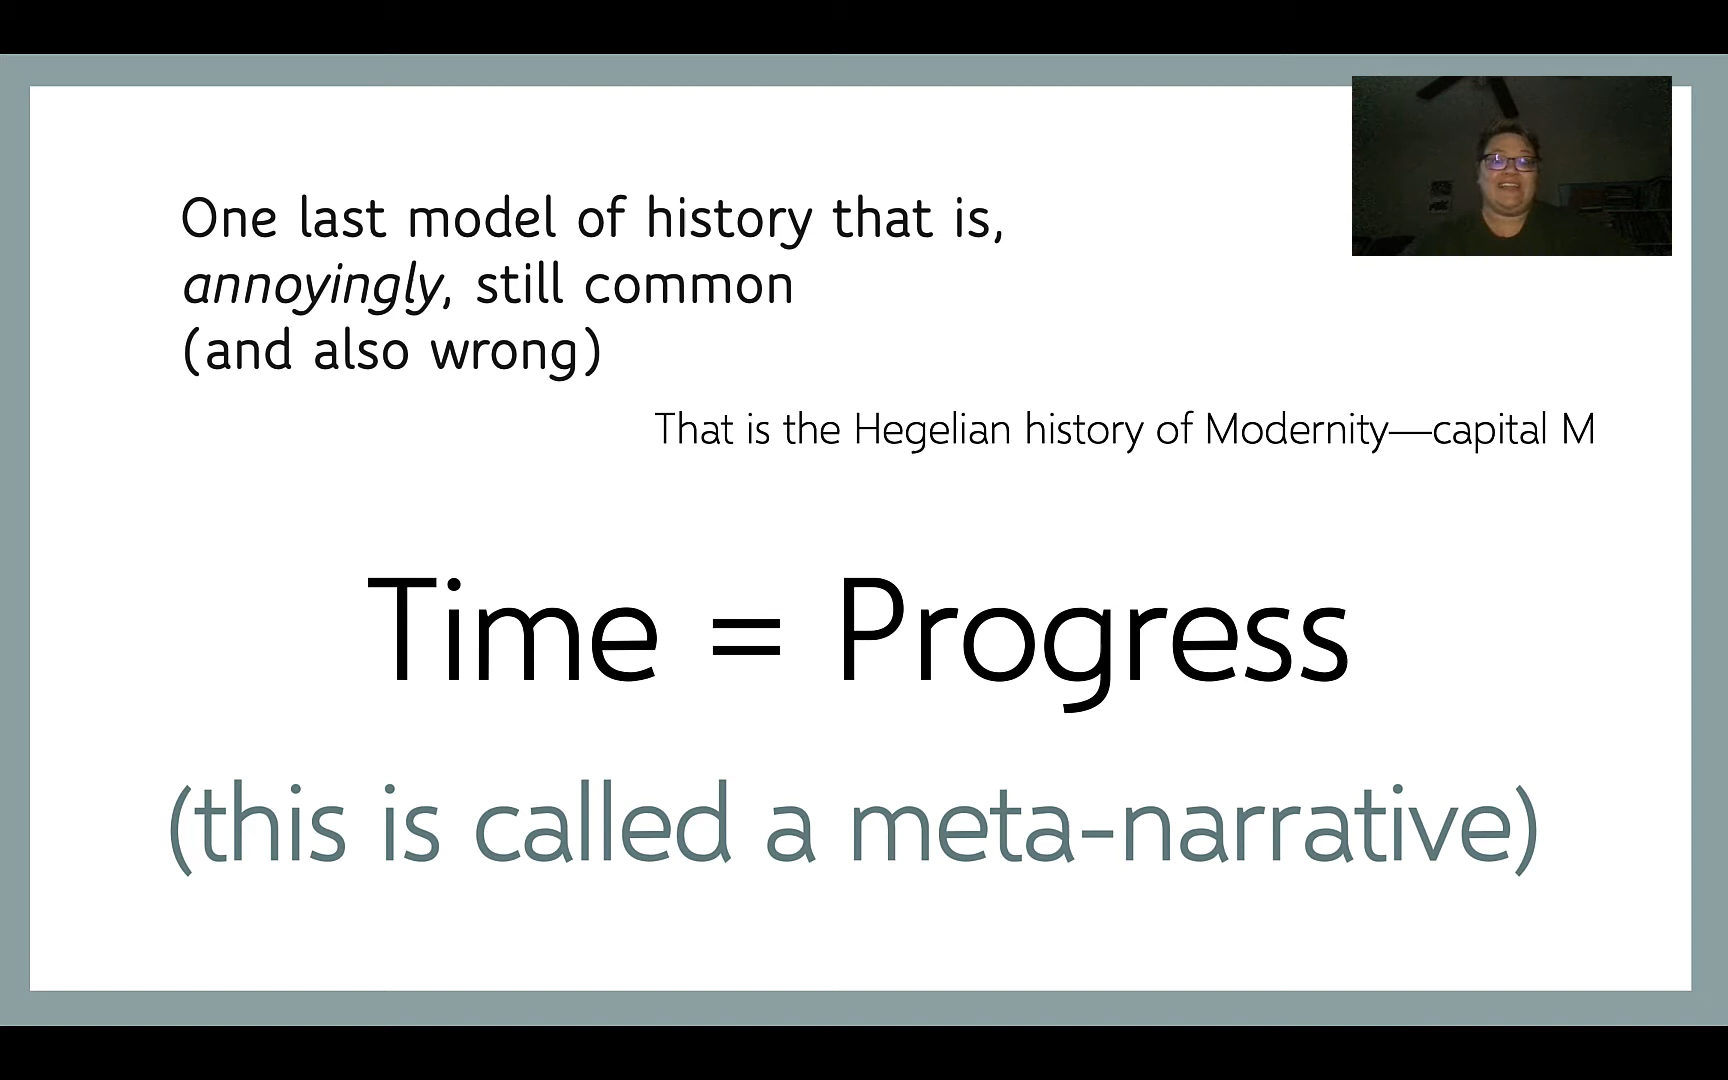 One last model of history that is,
annoyingly, still common
(and also wrong)
That is the Hegelian history of Modernity—capital M
Time = Progress
(this is called a meta-narrative)